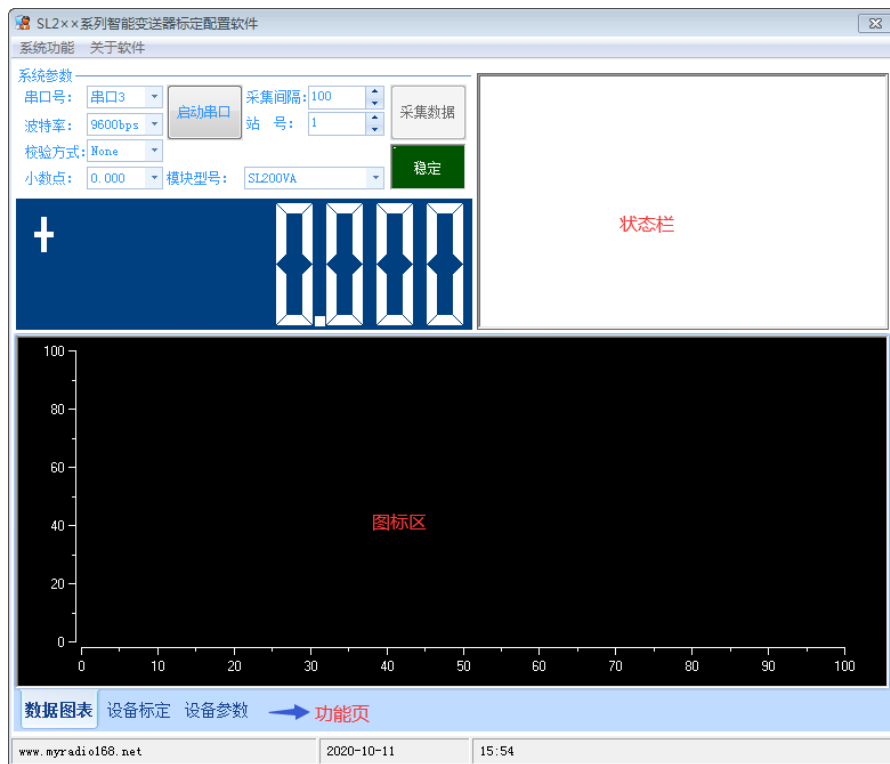 SL2××系列智能变送器标定配置软件
系统功能 关于软件
系统参数
串口号: 串口3 启动串口 采集间隔: 100 采集数据
波特率: 9600bps 站 号: 1
校验方式: None
稳定
小数点: 0.000 模块型号: SL200VA
+ 0.000
状态栏
100
80
60
40
20
0
图标区
0 10 20 30 40 50 60 70 80 90 100
数据图表 设备标定 设备参数 功能页
www.myradio168.net 2020-10-11 15:54